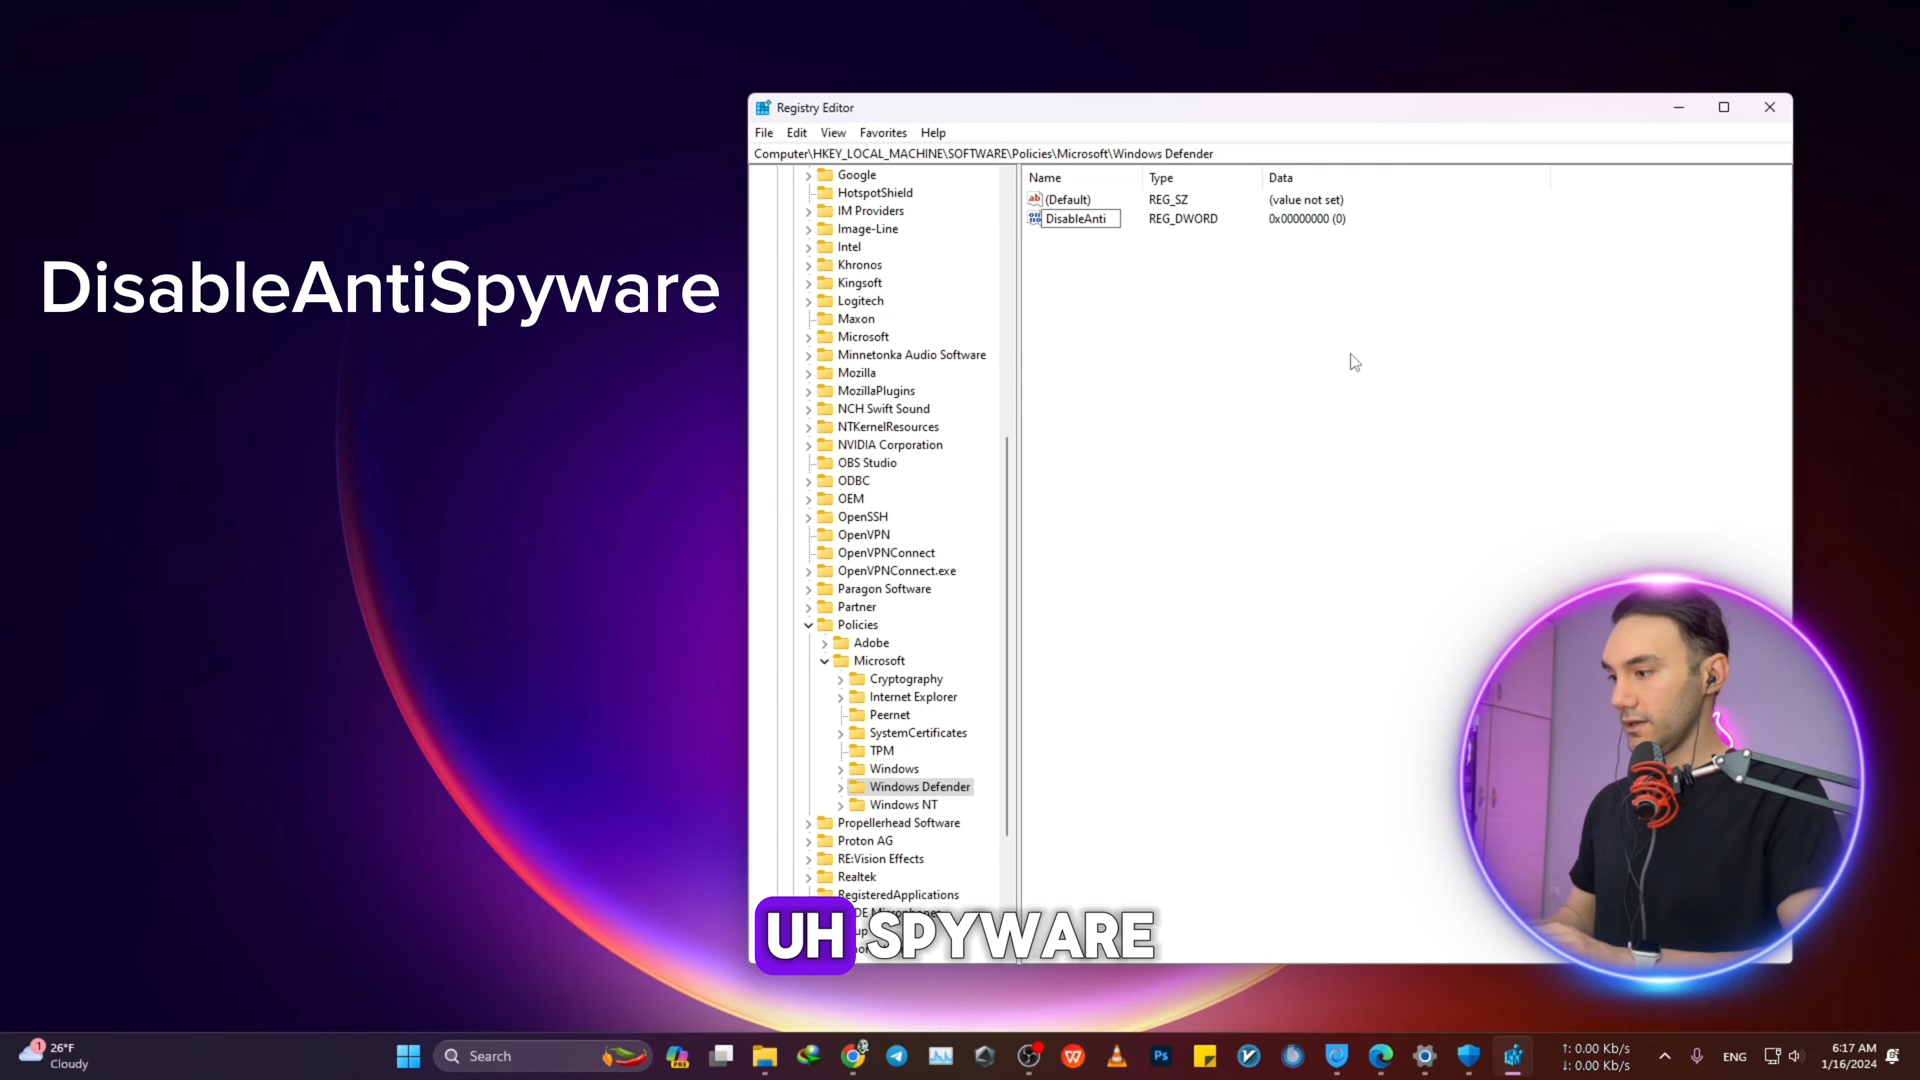 Registry Editor
File Edit View Favorites Help
Computer\HKEY_LOCAL_MACHINE\SOFTWARE\Policies\Microsoft\Windows Defender
Name Type Data
(Default) REG_SZ (value not set)
DisableAnti REG_DWORD 0x00000000 (0)
Google
HotspotShield
IM Providers
Image-Line
Intel
Khronos
Kingsoft
Logitech
Maxon
Microsoft
Minnetonka Audio Software
Mozilla
MozillaPlugins
NCH Swift Sound
NTKernelResources
NVIDIA Corporation
OBS Studio
ODBC
OEM
OpenSSH
OpenVPN
OpenVPNConnect
OpenVPNConnect.exe
Paragon Software
Partner
Policies
Adobe
Microsoft
Cryptography
Internet Explorer
Peernet
SystemCertificates
TPM
Windows
Windows Defender
Windows NT
Propellerhead Software
Proton AG
RE:Vision Effects
Realtek
RegisteredApplications
DisableAntiSpyware
UH SPYWARE
1
26°F
Cloudy
Search
PRE
Ps
ENG
↑: 0.00 Kb/s
↓: 0.00 Kb/s
6:17 AM
1/16/2024